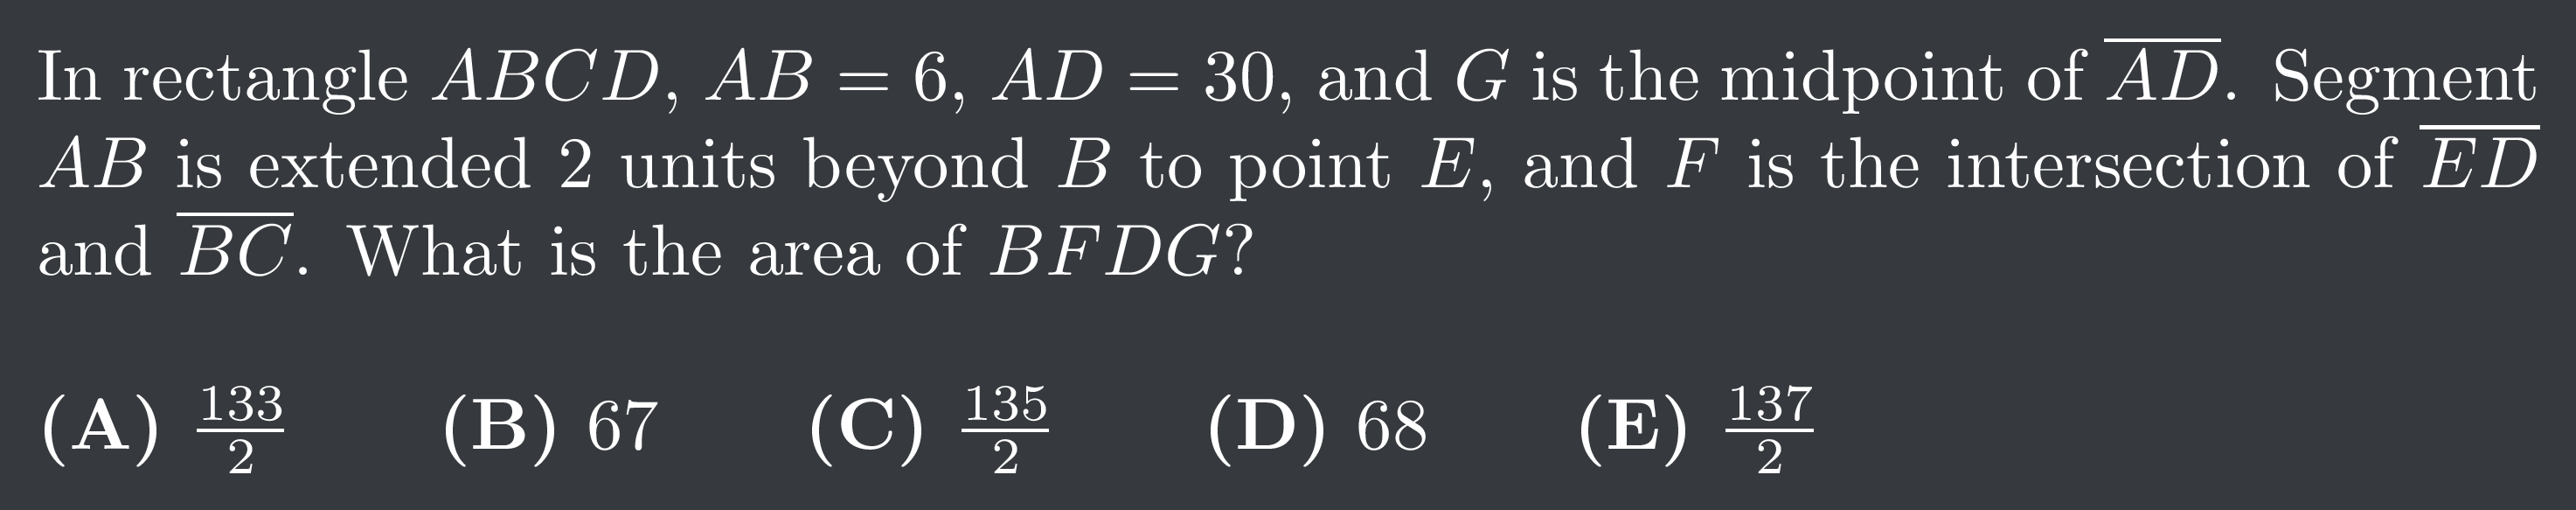 In rectangle $ABCD$, $AB = 6$, $AD = 30$, and $G$ is the midpoint of $\overline{AD}$. Segment
$AB$ is extended 2 units beyond $B$ to point $E$, and $F$ is the intersection of $\overline{ED}$
and $\overline{BC}$. What is the area of $BFDG$?
(A) $\frac{133}{2}$ (B) 67 (C) $\frac{135}{2}$ (D) 68 (E) $\frac{137}{2}$